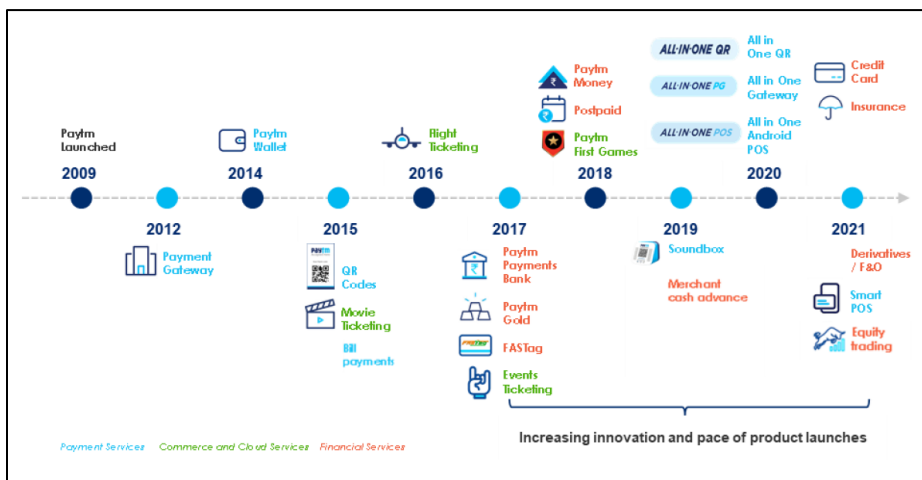 Paytm
Launched
2009
2012
Payment
Gateway
Paytm
Wallet
2014
2015
PAYTM
QR
Codes
Movie
Ticketing
Bill
payments
Flight
Ticketing
2016
2017
Paytm
Payments
Bank
Paytm
Gold
FASTag
Events
Ticketing
Paytm
Money
Postpaid
Paytm
First Games
2018
2019
Soundbox
Merchant
cash advance
ALL-IN-ONE QR
All in
One QR
ALL-IN-ONE PG
All in One
Gateway
ALL-IN-ONE POS
All in One
Android
POS
2020
Credit
Card
Insurance
2021
Derivatives
/ F&O
Smart
POS
Equity
trading
Increasing innovation and pace of product launches
Payment Services
Commerce and Cloud Services
Financial Services